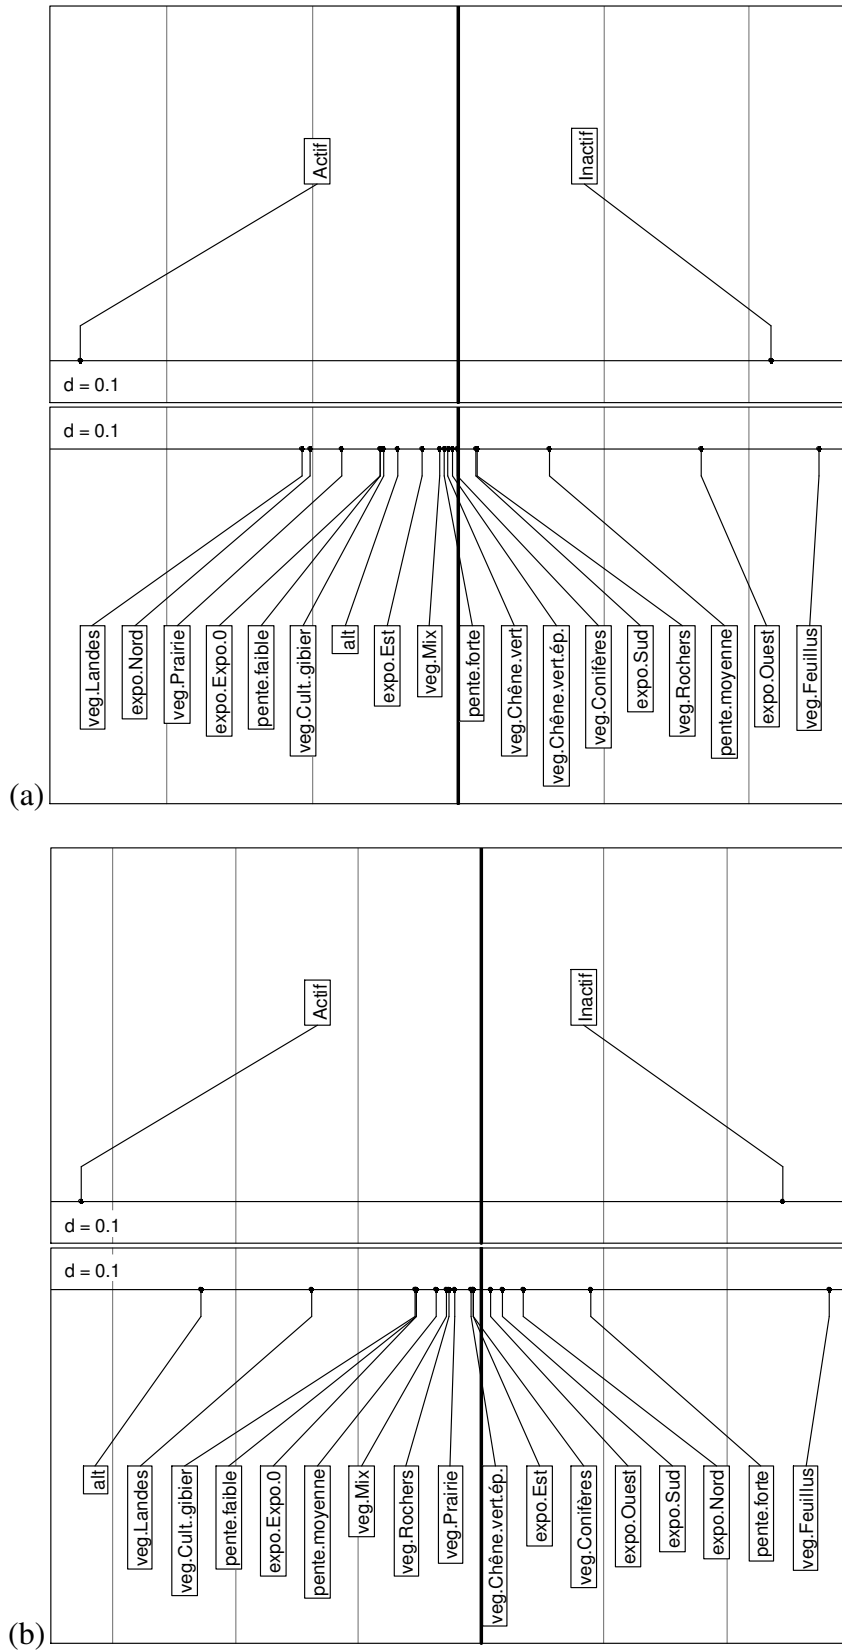 Actif
Inactif
d = 0.1
d = 0.1
veg.Landes
expo.Nord
veg.Prairie
expo.Expo.0
pente.faible
veg.Cult..gibier
alt
expo.Est
veg.Mix
pente.forte
veg.Chêne.vert
veg.Chêne.vert.ép.
veg.Conifères
expo.Sud
veg.Rochers
pente.moyenne
expo.Ouest
veg.Feuillus
(a)
Actif
Inactif
d = 0.1
d = 0.1
alt
veg.Landes
veg.Cult..gibier
pente.faible
expo.Expo.0
pente.moyenne
veg.Mix
veg.Rochers
veg.Prairie
veg.Chêne.vert.ép.
expo.Est
veg.Conifères
expo.Ouest
expo.Sud
expo.Nord
pente.forte
veg.Feuillus
(b)